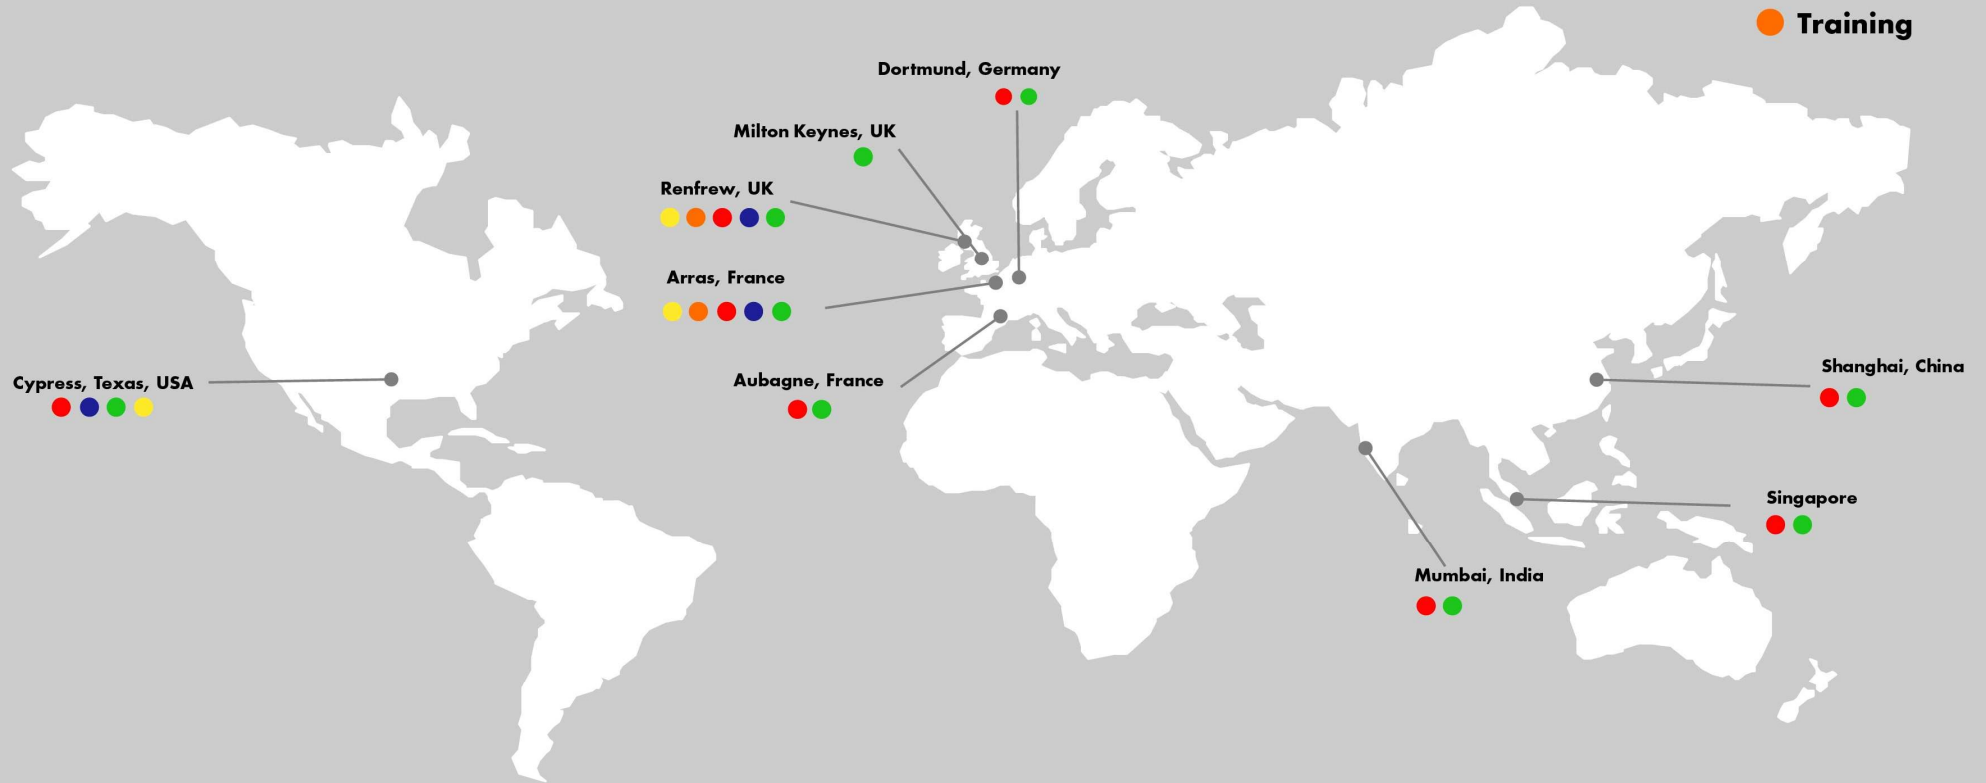 Training
Dortmund, Germany
Milton Keynes, UK
Renfrew, UK
Arras, France
Cypress, Texas, USA
Aubagne, France
Shanghai, China
Singapore
Mumbai, India